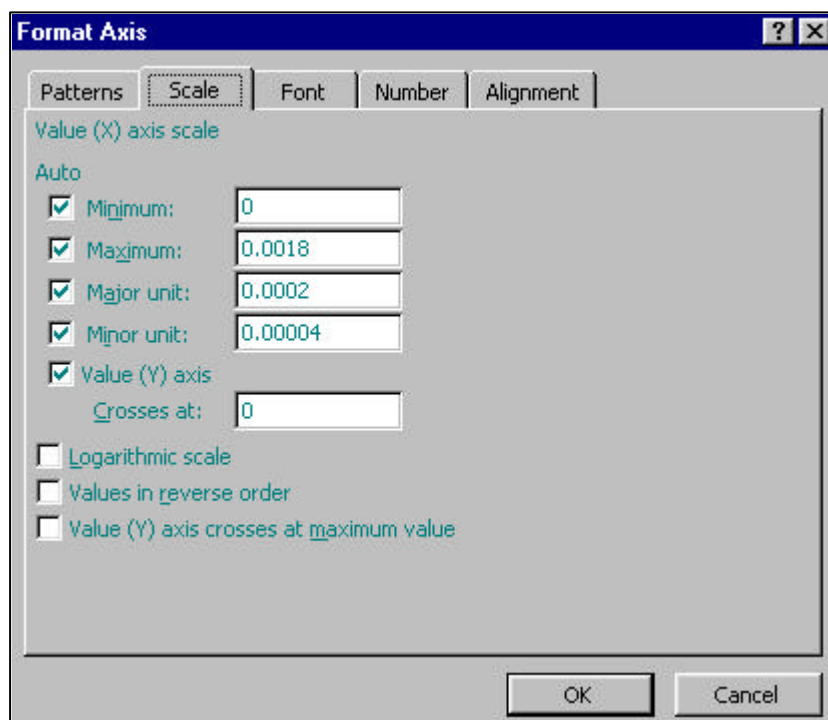 Format Axis
Patterns Scale Font Number Alignment
Value (X) axis scale
Auto
Minimum: 0
Maximum: 0.0018
Major unit: 0.0002
Minor unit: 0.00004
Value (Y) axis
Crosses at: 0
Logarithmic scale
Values in reverse order
Value (Y) axis crosses at maximum value
OK Cancel